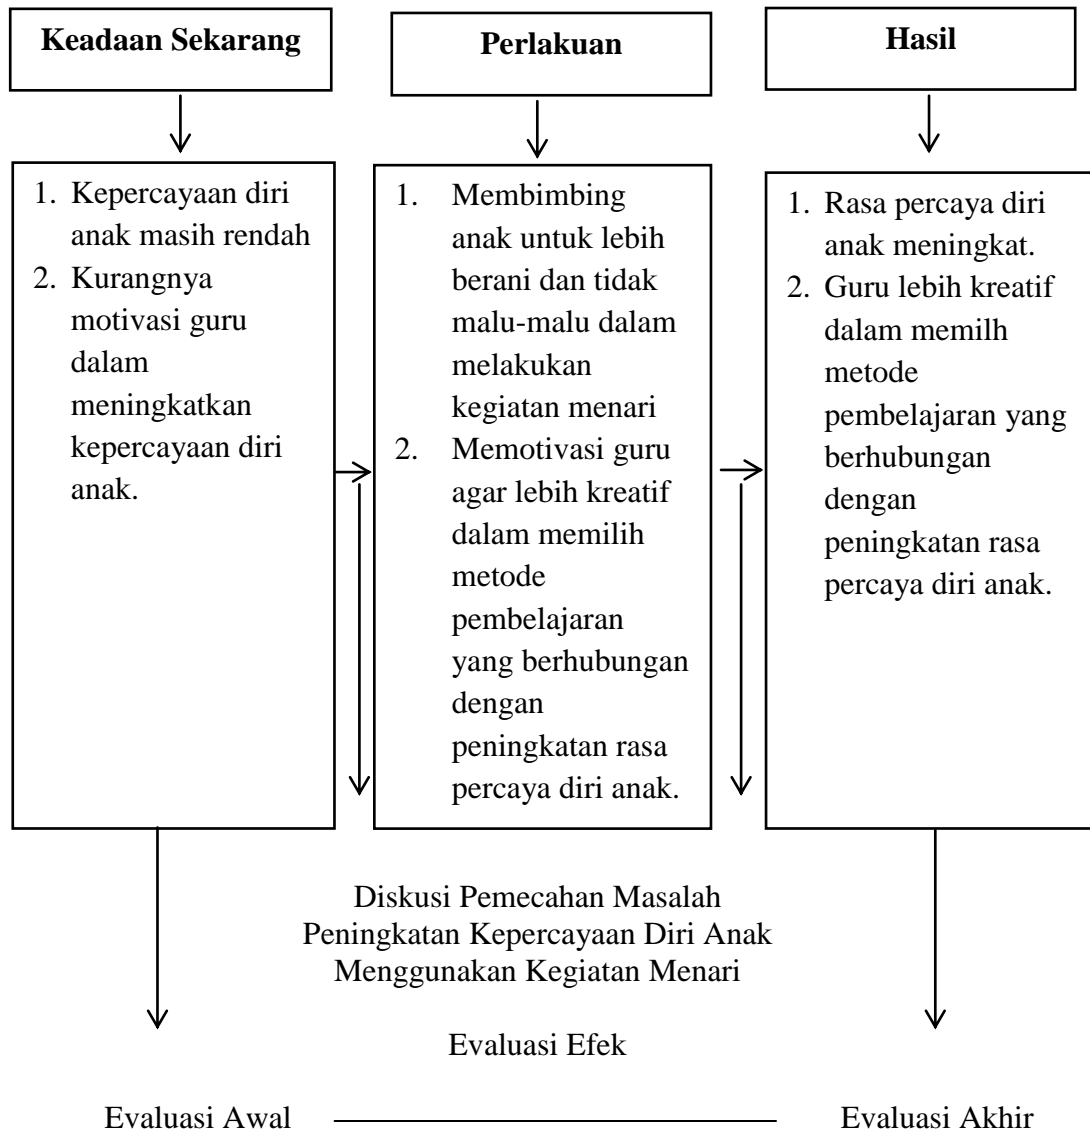 Keadaan Sekarang
Perlakuan
Hasil
1. Kepercayaan diri
anak masih rendah
2. Kurangnya
motivasi guru
dalam
meningkatkan
kepercayaan diri
anak.
1. Membimbing
anak untuk lebih
berani dan tidak
malu-malu dalam
melakukan
kegiatan menari
2. Memotivasi guru
agar lebih kreatif
dalam memilih
metode
pembelajaran
yang berhubungan
dengan
peningkatan rasa
percaya diri anak.
1. Rasa percaya diri
anak meningkat.
2. Guru lebih kreatif
dalam memilh
metode
pembelajaran yang
berhubungan
dengan
peningkatan rasa
percaya diri anak.
Diskusi Pemecahan Masalah
Peningkatan Kepercayaan Diri Anak
Menggunakan Kegiatan Menari
Evaluasi Efek
Evaluasi Awal
Evaluasi Akhir